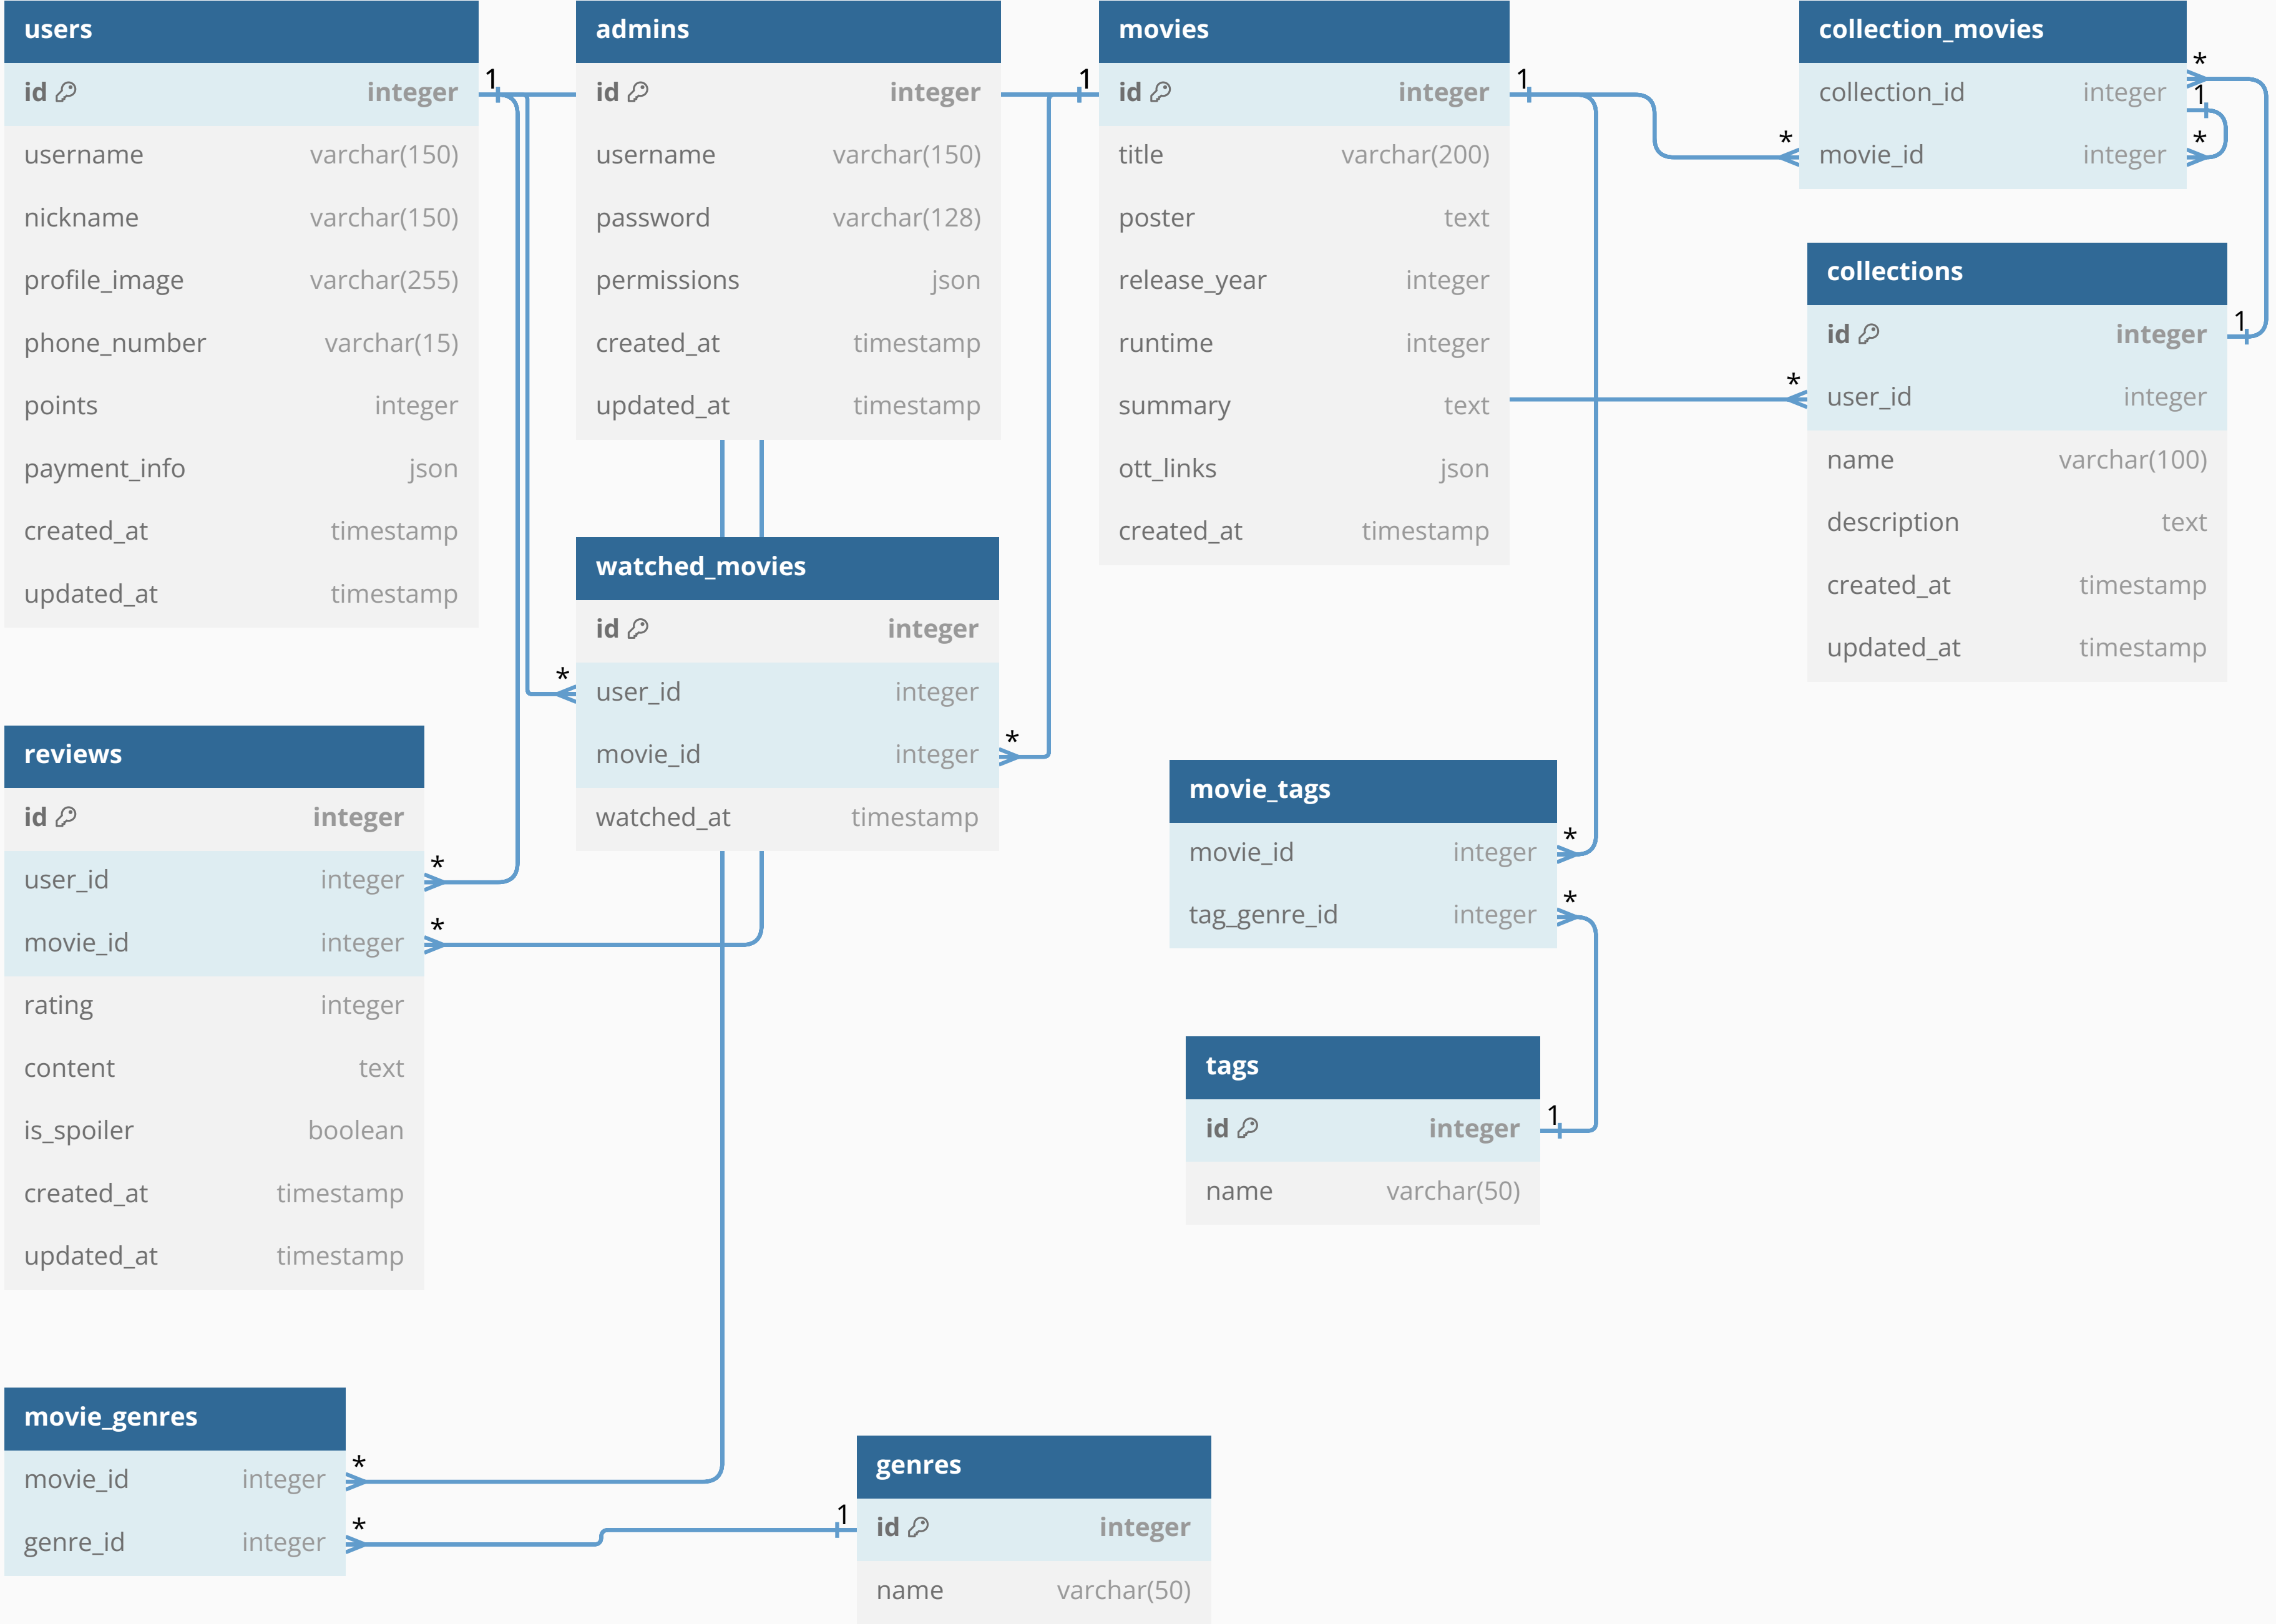 users
id integer
username varchar(150)
nickname varchar(150)
profile_image varchar(255)
phone_number varchar(15)
points integer
payment_info json
created_at timestamp
updated_at timestamp
1
admins
id integer
username varchar(150)
password varchar(128)
permissions json
created_at timestamp
updated_at timestamp
1
movies
id integer
title varchar(200)
poster text
release_year integer
runtime integer
summary text
ott_links json
created_at timestamp
1
collection_movies
collection_id integer
movie_id integer
*
1
*
*
collections
id integer
user_id integer
name varchar(100)
description text
created_at timestamp
updated_at timestamp
1
*
watched_movies
id integer
user_id integer
movie_id integer
watched_at timestamp
*
*
reviews
id integer
user_id integer
movie_id integer
rating integer
content text
is_spoiler boolean
created_at timestamp
updated_at timestamp
*
*
movie_tags
movie_id integer
tag_genre_id integer
*
*
tags
id integer
name varchar(50)
1
movie_genres
movie_id integer
genre_id integer
*
*
genres
id integer
name varchar(50)
1